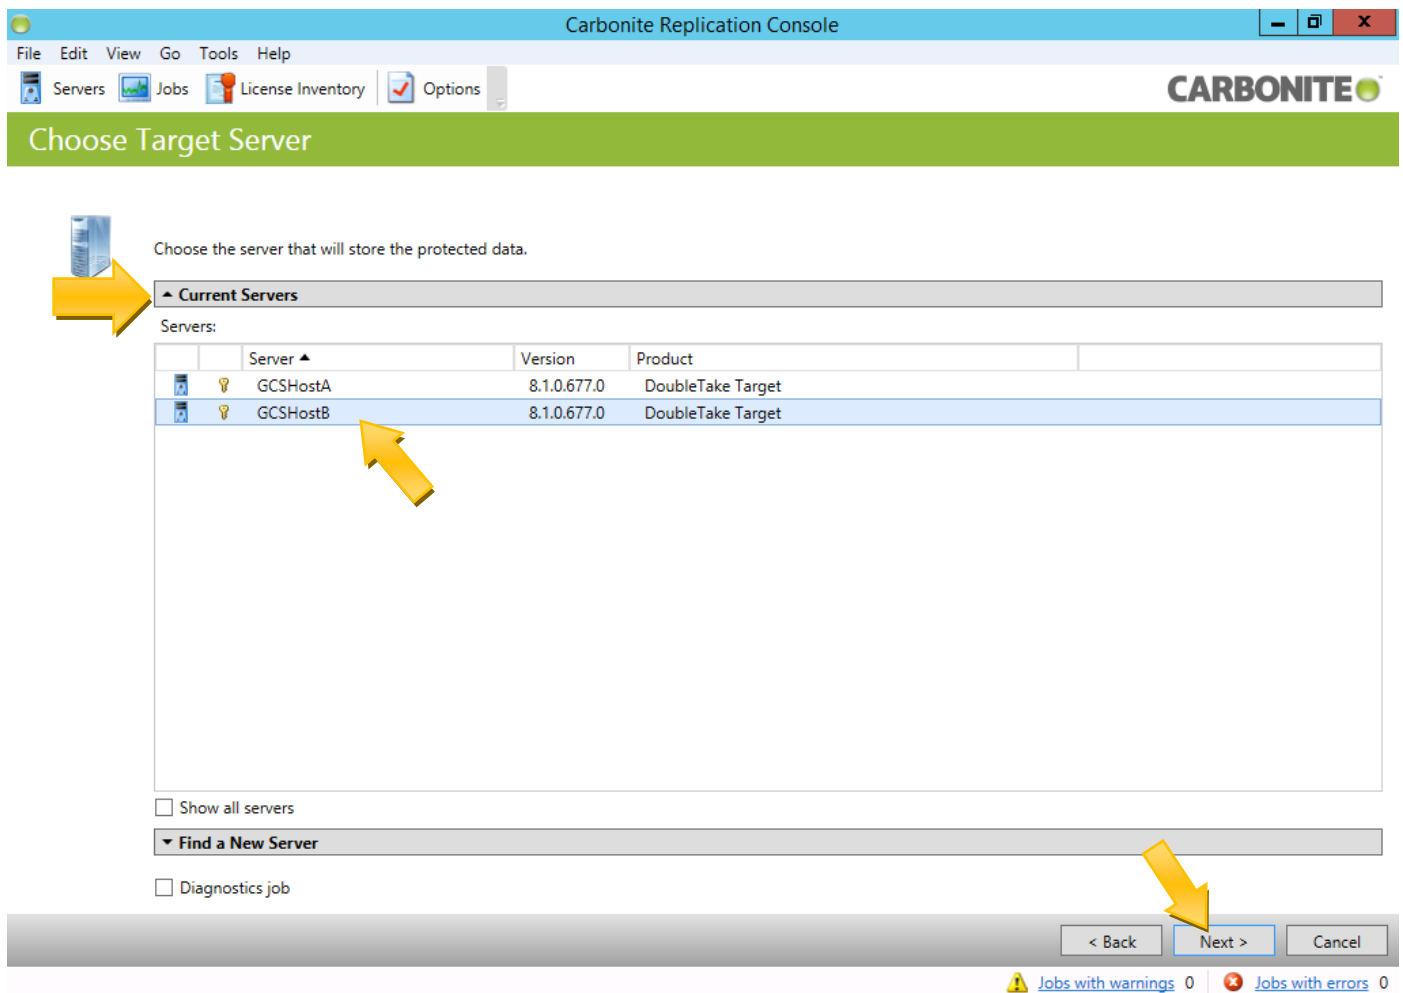 Carbonite Replication Console
File Edit View Go Tools Help
Servers Jobs License Inventory Options CARBONITE
Choose Target Server
Choose the server that will store the protected data.
Current Servers
Servers:
Server Version Product
GCSHostA 8.1.0.677.0 DoubleTake Target
GCSHostB 8.1.0.677.0 DoubleTake Target
Show all servers
Find a New Server
Diagnostics job
< Back Next > Cancel
Jobs with warnings 0 Jobs with errors 0